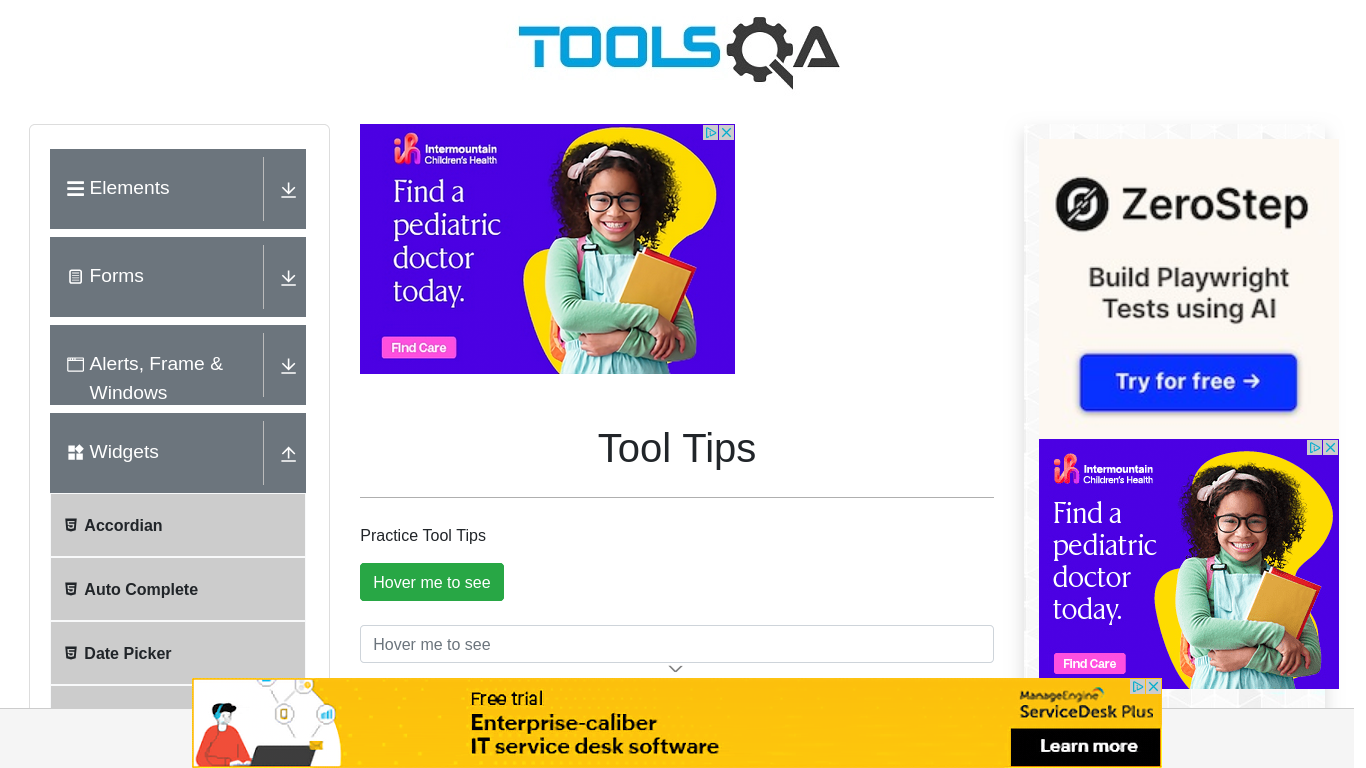 TOOLSQA
Elements
Forms
Alerts, Frame &
Windows
Widgets
Accordian
Auto Complete
Date Picker
Intermountain
Children's Health
Find a
pediatric
doctor
today.
Find Care
Tool Tips
Practice Tool Tips
Hover me to see
Hover me to see
ZeroStep
Build Playwright
Tests using AI
Try for free →
Intermountain
Children's Health
Find a
pediatric
doctor
today.
Find Care
Free trial
Enterprise-caliber
IT service desk software
ManageEngine
ServiceDesk Plus
Learn more